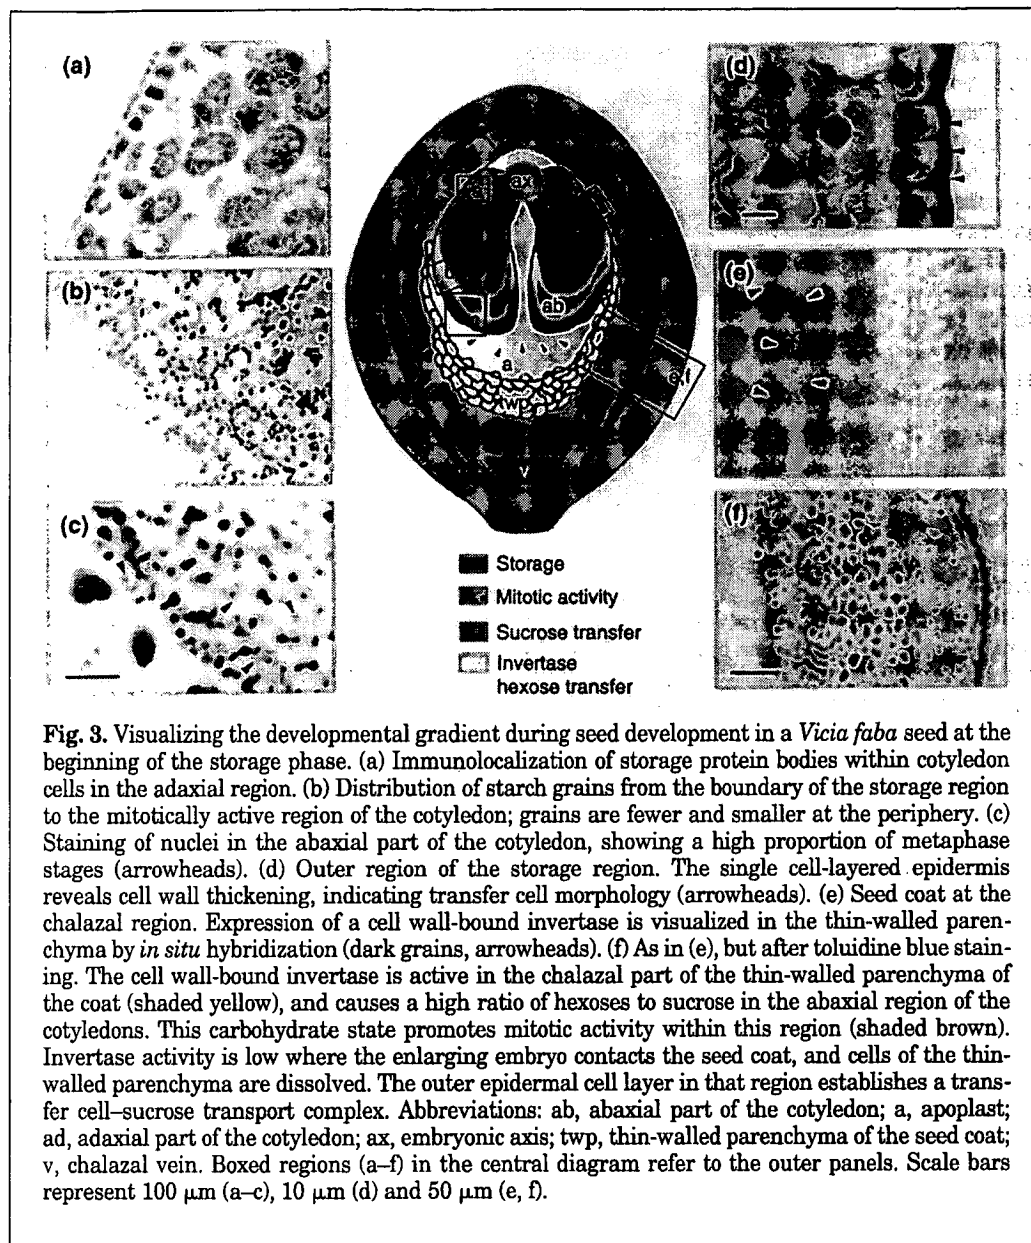 (a)
(d)
ax
(b)
(e)
ab
a
e,f
twp
v
(c)
(f)
Storage
Mitotic activity
Sucrose transfer
Invertase
hexose transfer
Fig. 3. Visualizing the developmental gradient during seed development in a Vicia faba seed at the
beginning of the storage phase. (a) Immunolocalization of storage protein bodies within cotyledon
cells in the adaxial region. (b) Distribution of starch grains from the boundary of the storage region
to the mitotically active region of the cotyledon; grains are fewer and smaller at the periphery. (c)
Staining of nuclei in the abaxial part of the cotyledon, showing a high proportion of metaphase
stages (arrowheads). (d) Outer region of the storage region. The single cell-layered epidermis
reveals cell wall thickening, indicating transfer cell morphology (arrowheads). (e) Seed coat at the
chalazal region. Expression of a cell wall-bound invertase is visualized in the thin-walled paren-
chyma by in situ hybridization (dark grains, arrowheads). (f) As in (e), but after toluidine blue stain-
ing. The cell wall-bound invertase is active in the chalazal part of the thin-walled parenchyma of
the coat (shaded yellow), and causes a high ratio of hexoses to sucrose in the abaxial region of the
cotyledons. This carbohydrate state promotes mitotic activity within this region (shaded brown).
Invertase activity is low where the enlarging embryo contacts the seed coat, and cells of the thin-
walled parenchyma are dissolved. The outer epidermal cell layer in that region establishes a trans-
fer cell–sucrose transport complex. Abbreviations: ab, abaxial part of the cotyledon; a, apoplast;
ad, adaxial part of the cotyledon; ax, embryonic axis; twp, thin-walled parenchyma of the seed coat;
v, chalazal vein. Boxed regions (a–f) in the central diagram refer to the outer panels. Scale bars
represent 100 μm (a–c), 10 μm (d) and 50 μm (e, f).